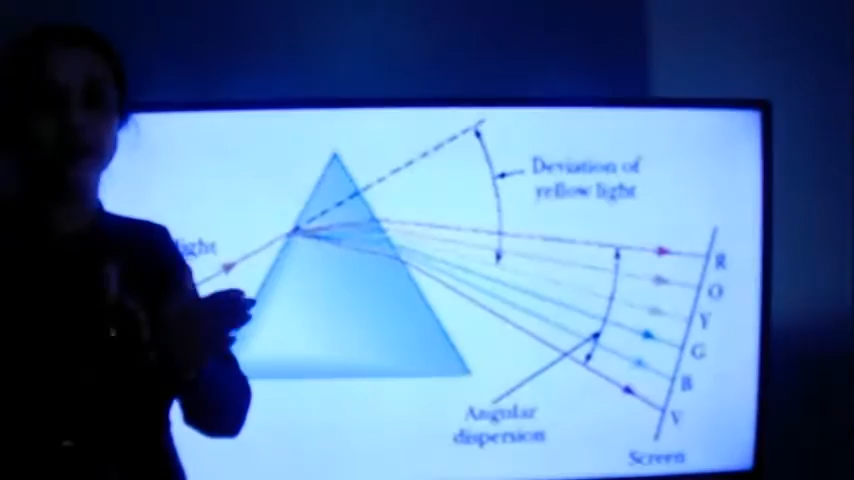 Deviation of
yellow light
light
R
O
Y
G
B
V
Angular
dispersion
Screen